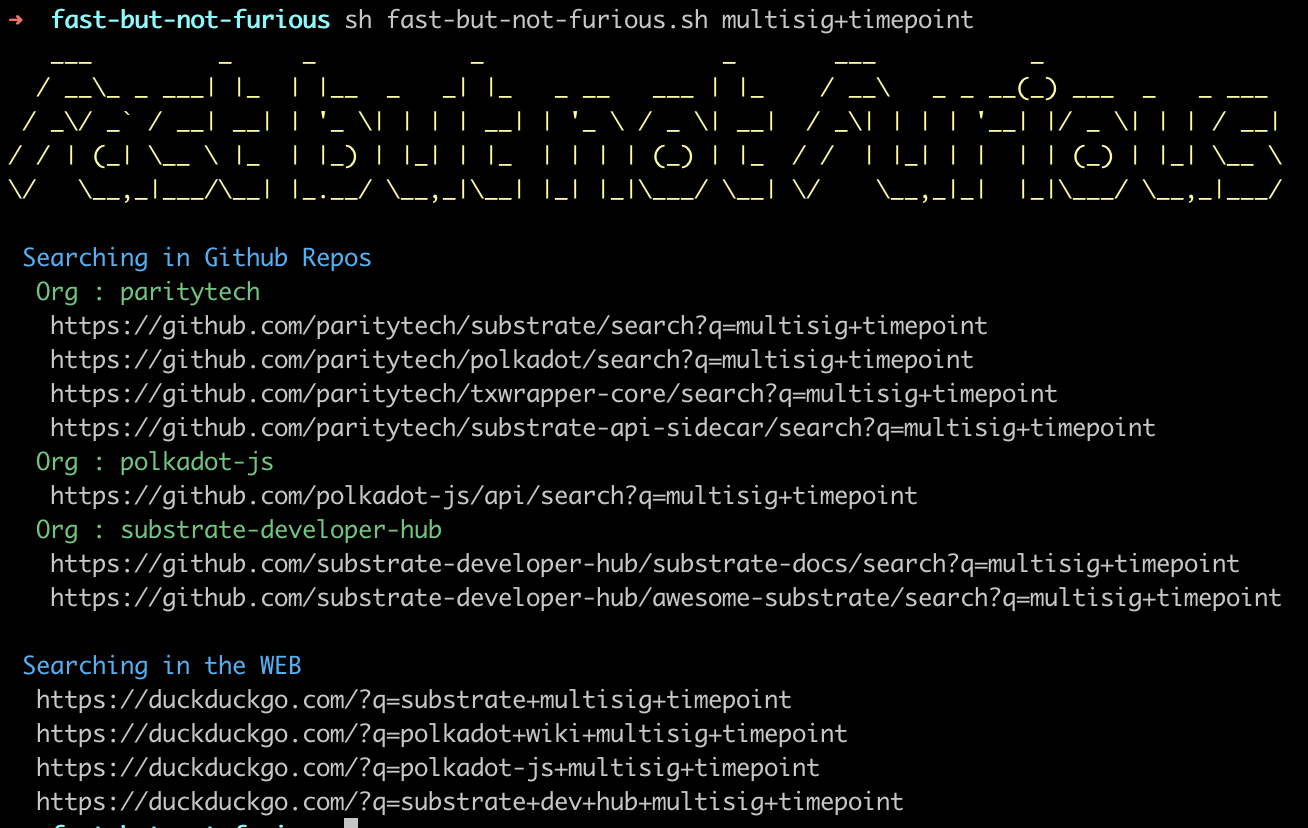 ➜  fast-but-not-furious sh fast-but-not-furious.sh multisig+timepoint
fast but not furious
Searching in Github Repos
Org : paritytech
https://github.com/paritytech/substrate/search?q=multisig+timepoint
https://github.com/paritytech/polkadot/search?q=multisig+timepoint
https://github.com/paritytech/txwrapper-core/search?q=multisig+timepoint
https://github.com/paritytech/substrate-api-sidecar/search?q=multisig+timepoint
Org : polkadot-js
https://github.com/polkadot-js/api/search?q=multisig+timepoint
Org : substrate-developer-hub
https://github.com/substrate-developer-hub/substrate-docs/search?q=multisig+timepoint
https://github.com/substrate-developer-hub/awesome-substrate/search?q=multisig+timepoint
Searching in the WEB
https://duckduckgo.com/?q=substrate+multisig+timepoint
https://duckduckgo.com/?q=polkadot+wiki+multisig+timepoint
https://duckduckgo.com/?q=polkadot-js+multisig+timepoint
https://duckduckgo.com/?q=substrate+dev+hub+multisig+timepoint